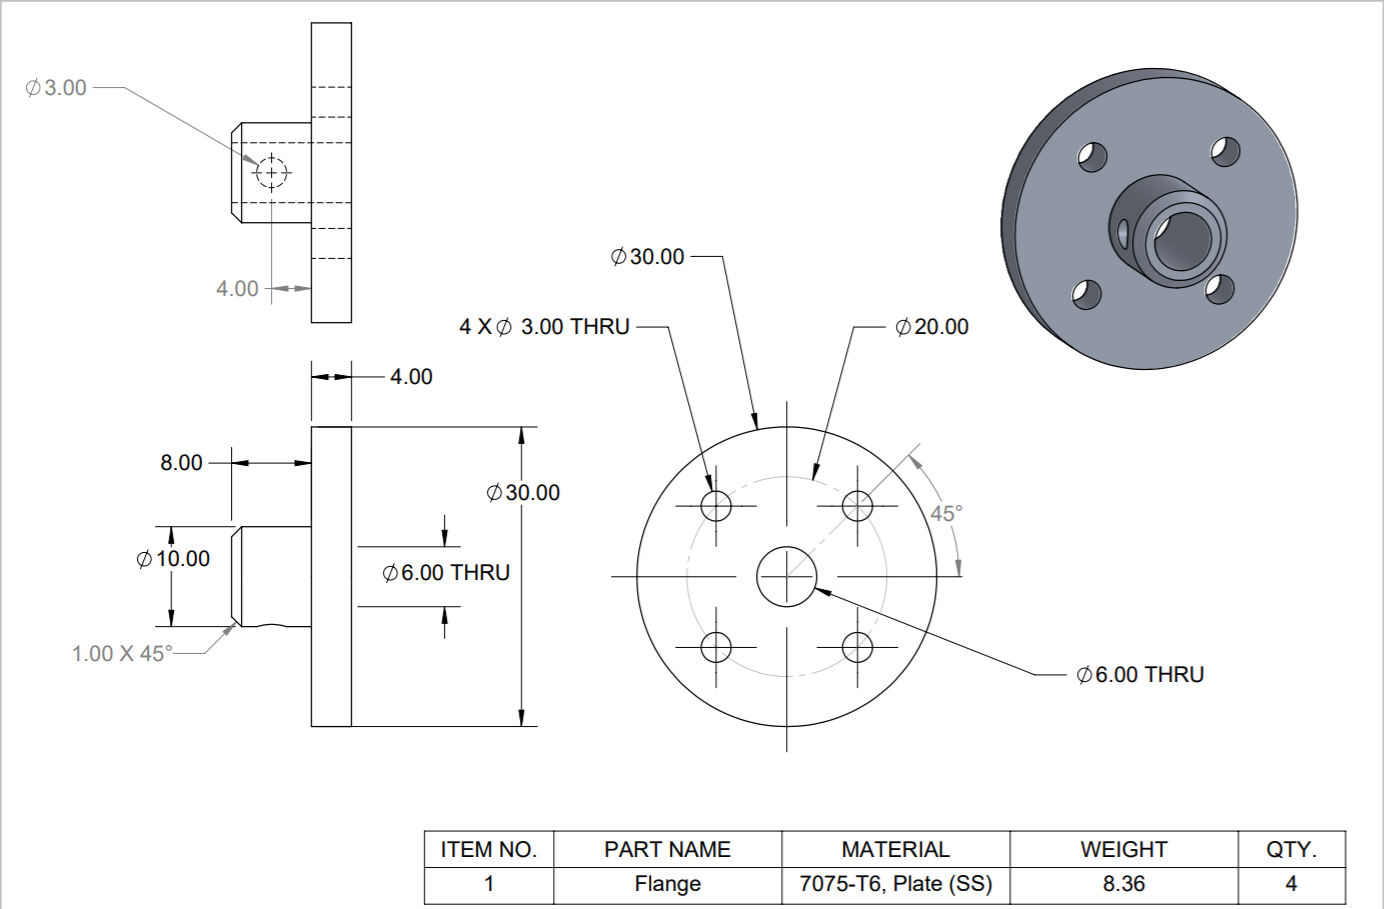 ∅3.00
4.00
∅30.00
4 X ∅ 3.00 THRU
∅20.00
4.00
8.00
∅30.00
45°
∅10.00
∅6.00 THRU
1.00 X 45°
∅6.00 THRU
ITEM NO. PART NAME MATERIAL WEIGHT QTY.
1 Flange 7075-T6, Plate (SS) 8.36 4